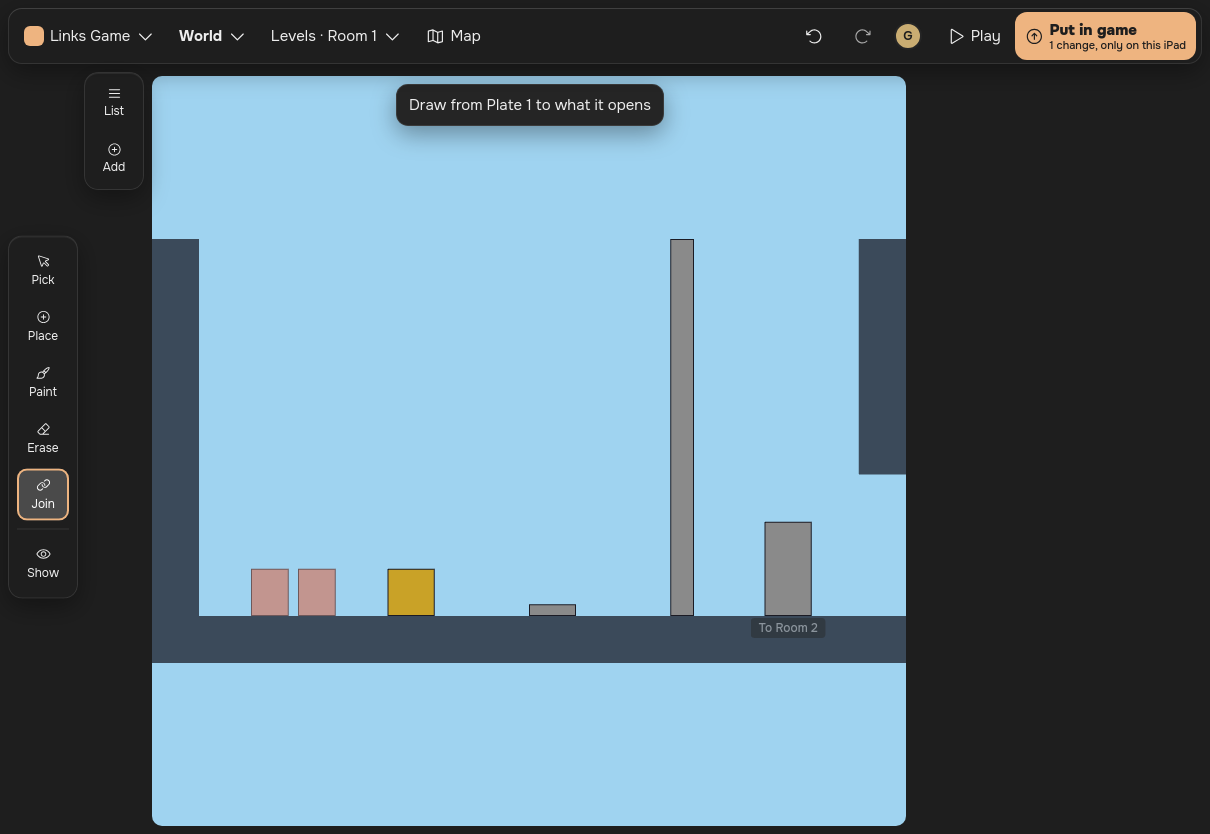 Links Game
World
Levels · Room 1
Map
G
Play
Put in game
1 change, only on this iPad
List
Add
Draw from Plate 1 to what it opens
Pick
Place
Paint
Erase
Join
Show
To Room 2